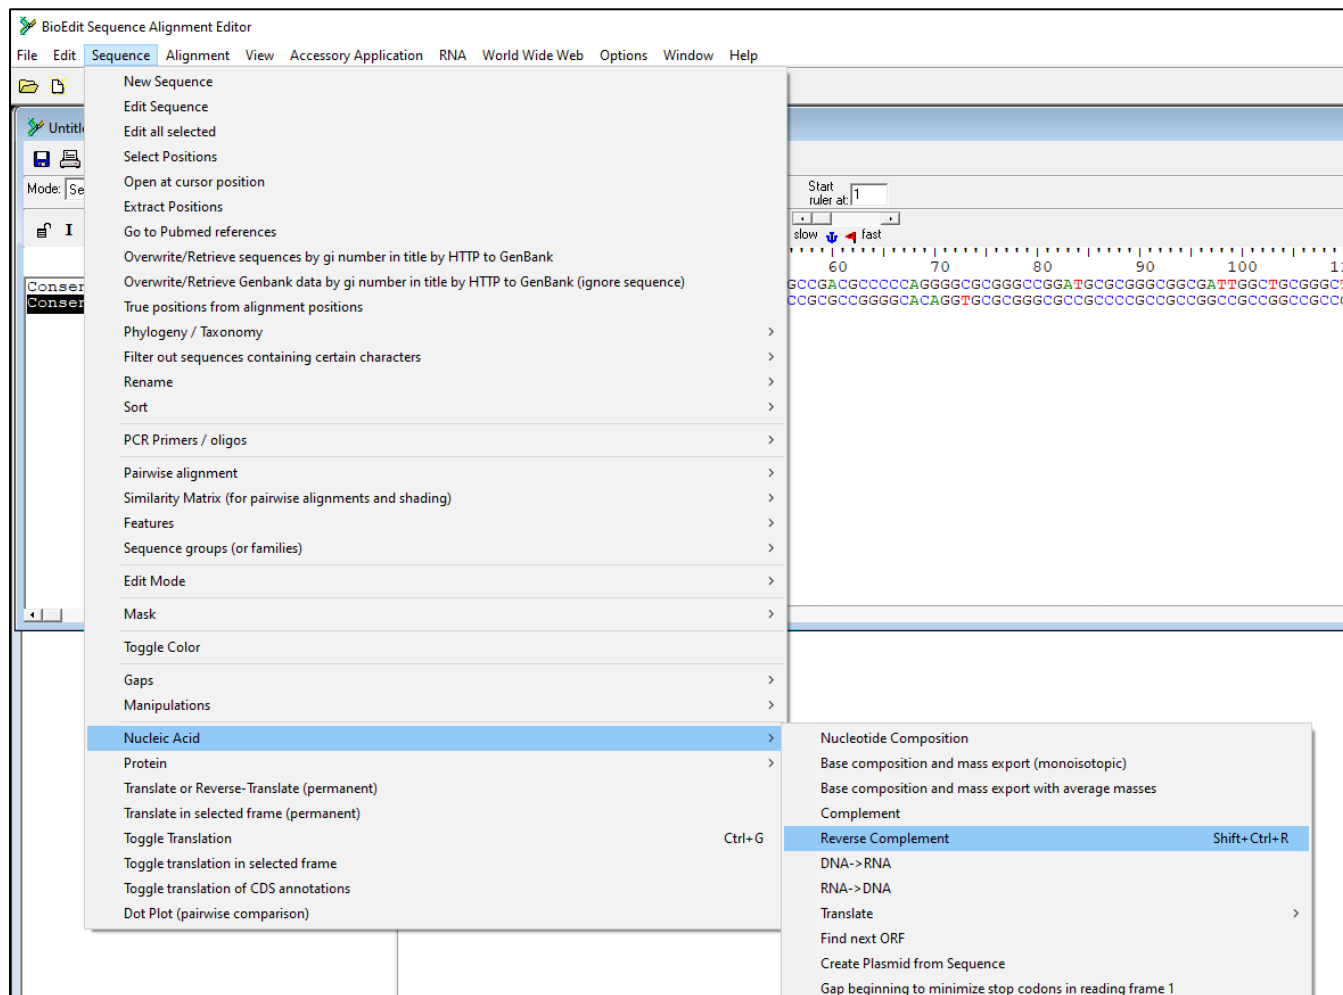 BioEdit Sequence Alignment Editor
File Edit Sequence Alignment View Accessory Application RNA World Wide Web Options Window Help
New Sequence
Edit Sequence
Edit all selected
Select Positions
Open at cursor position
Extract Positions
Go to Pubmed references
Overwrite/Retrieve sequences by gi number in title by HTTP to GenBank
Overwrite/Retrieve Genbank data by gi number in title by HTTP to GenBank (ignore sequence)
True positions from alignment positions
Phylogeny / Taxonomy
Filter out sequences containing certain characters
Rename
Sort
PCR Primers / oligos
Pairwise alignment
Similarity Matrix (for pairwise alignments and shading)
Features
Sequence groups (or families)
Edit Mode
Mask
Toggle Color
Gaps
Manipulations
Nucleic Acid
Protein
Translate or Reverse-Translate (permanent)
Translate in selected frame (permanent)
Toggle Translation Ctrl+G
Toggle translation in selected frame
Toggle translation of CDS annotations
Dot Plot (pairwise comparison)
Untitl
Mode: Se
I
Conser
Conser
Start
ruler at: 1
slow fast
60 70 80 90 100 1
GCCGACGCCCCCAGGGGCGCGGGCCGGATGCGCGGGCGGCGATTGGCTGCGGGCT
CCGCGCCGGGGCACAGGTGCGCGGGCGCCGCCCCGCCGCCGGCCGCCGGCCGCC
Nucleotide Composition
Base composition and mass export (monoisotopic)
Base composition and mass export with average masses
Complement
Reverse Complement Shift+Ctrl+R
DNA->RNA
RNA->DNA
Translate
Find next ORF
Create Plasmid from Sequence
Gap beginning to minimize stop codons in reading frame 1